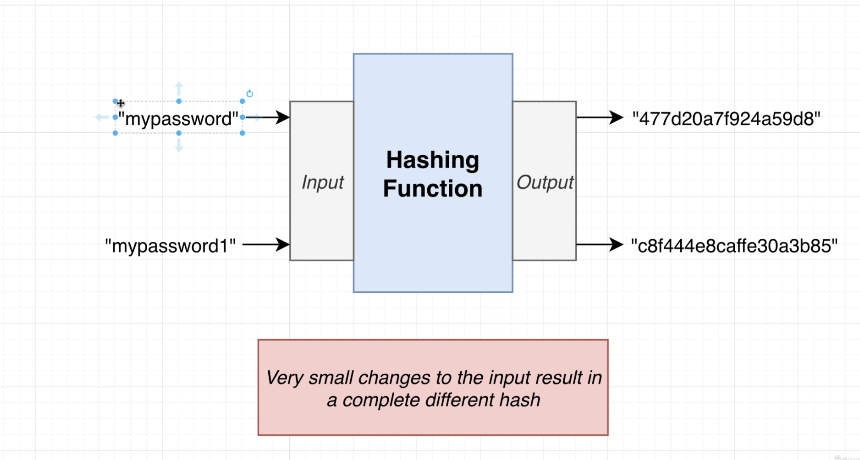 "mypassword"
"477d20a7f924a59d8"
Hashing
Function
Input
Output
"mypassword1"
"c8f444e8caffe30a3b85"
Very small changes to the input result in
a complete different hash